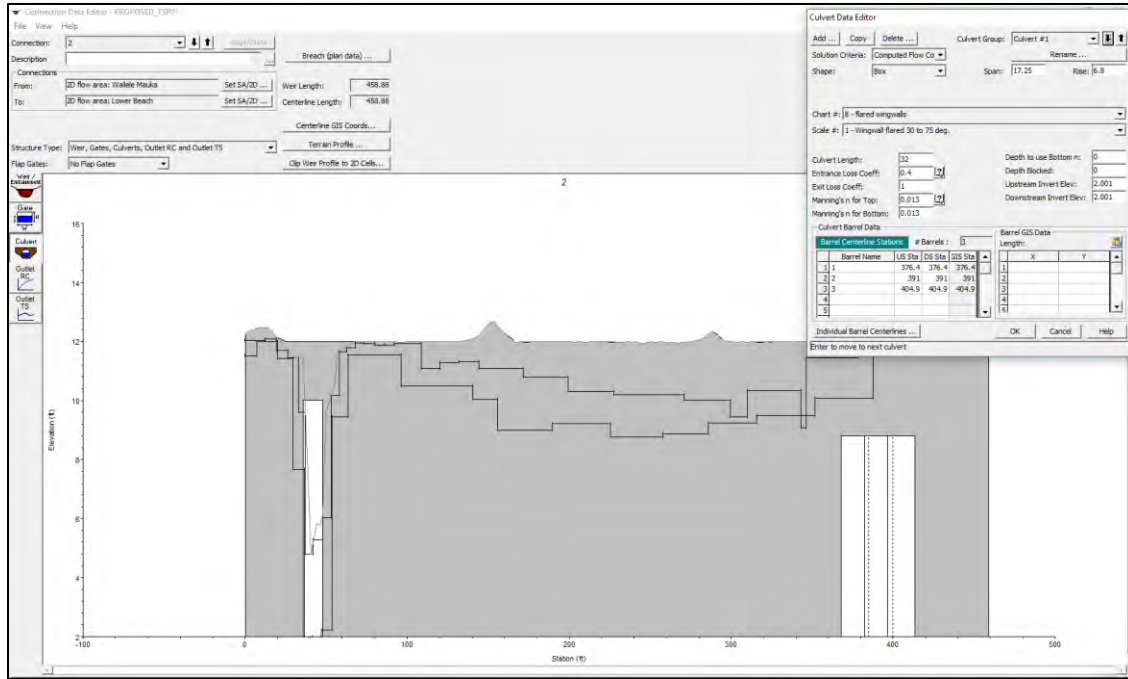 Connection Data Editor - PROPOSED_TSP01
File View Help
Connection: 2
Description ...
Breach (plan data) ...
Connections
From: 2D flow area: Wailele Mauka Set SA/2D ...
To: 2D flow area: Lower Beach Set SA/2D ...
Weir Length: 458.86
Centerline Length: 458.86
Centerline GIS Coords...
Terrain Profile ...
Clip Weir Profile to 2D Cells...
Structure Type: Weir, Gates, Culverts, Outlet RC and Outlet TS
Flap Gates: No Flap Gates
Weir / Embankment
Gate
Culvert
Outlet RC
Outlet TS
2
Elevation (ft)
16
14
12
10
8
6
4
2
-100 0 100 200 300 400 500
Station (ft)
Culvert Data Editor
Add ... Copy Delete ... Culvert Group: Culvert #1
Solution Criteria: Computed Flow Co Rename ...
Shape: Box Span: 17.25 Rise: 6.8
Chart #: 8 - flared wingwalls
Scale #: 1 - Wingwall flared 30 to 75 deg.
Culvert Length: 32 Depth to use Bottom n: 0
Entrance Loss Coeff: 0.4 ? Depth Blocked: 0
Exit Loss Coeff: 1 Upstream Invert Elev: 2.001
Manning's n for Top: 0.013 ? Downstream Invert Elev: 2.001
Manning's n for Bottom: 0.013
Culvert Barrel Data
Barrel Centerline Stations # Barrels : 3
Barrel Name US Sta DS Sta GIS Sta
1 1 376.4 376.4 376.4
2 2 391 391 391
3 3 404.9 404.9 404.9
4
5
Barrel GIS Data
Length:
X Y
1
2
3
4
5
Individual Barrel Centerlines ... OK Cancel Help
Enter to move to next culvert